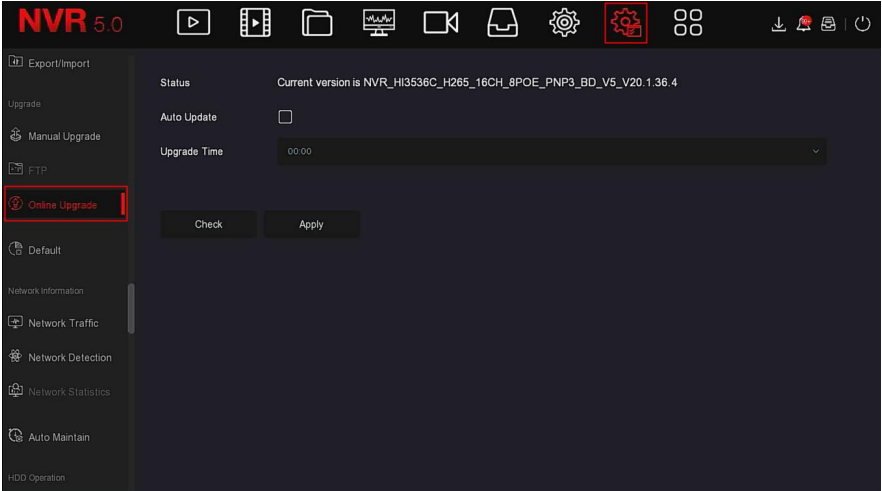 NVR 5.0
Export/Import
Status Current version is NVR_HI3536C_H265_16CH_8POE_PNP3_BD_V5_V20.1.36.4
Upgrade
Auto Update
Manual Upgrade
Upgrade Time 00:00
FTP
Online Upgrade
Check Apply
Default
Network Information
Network Traffic
Network Detection
Network Statistics
Auto Maintain
HDD Operation